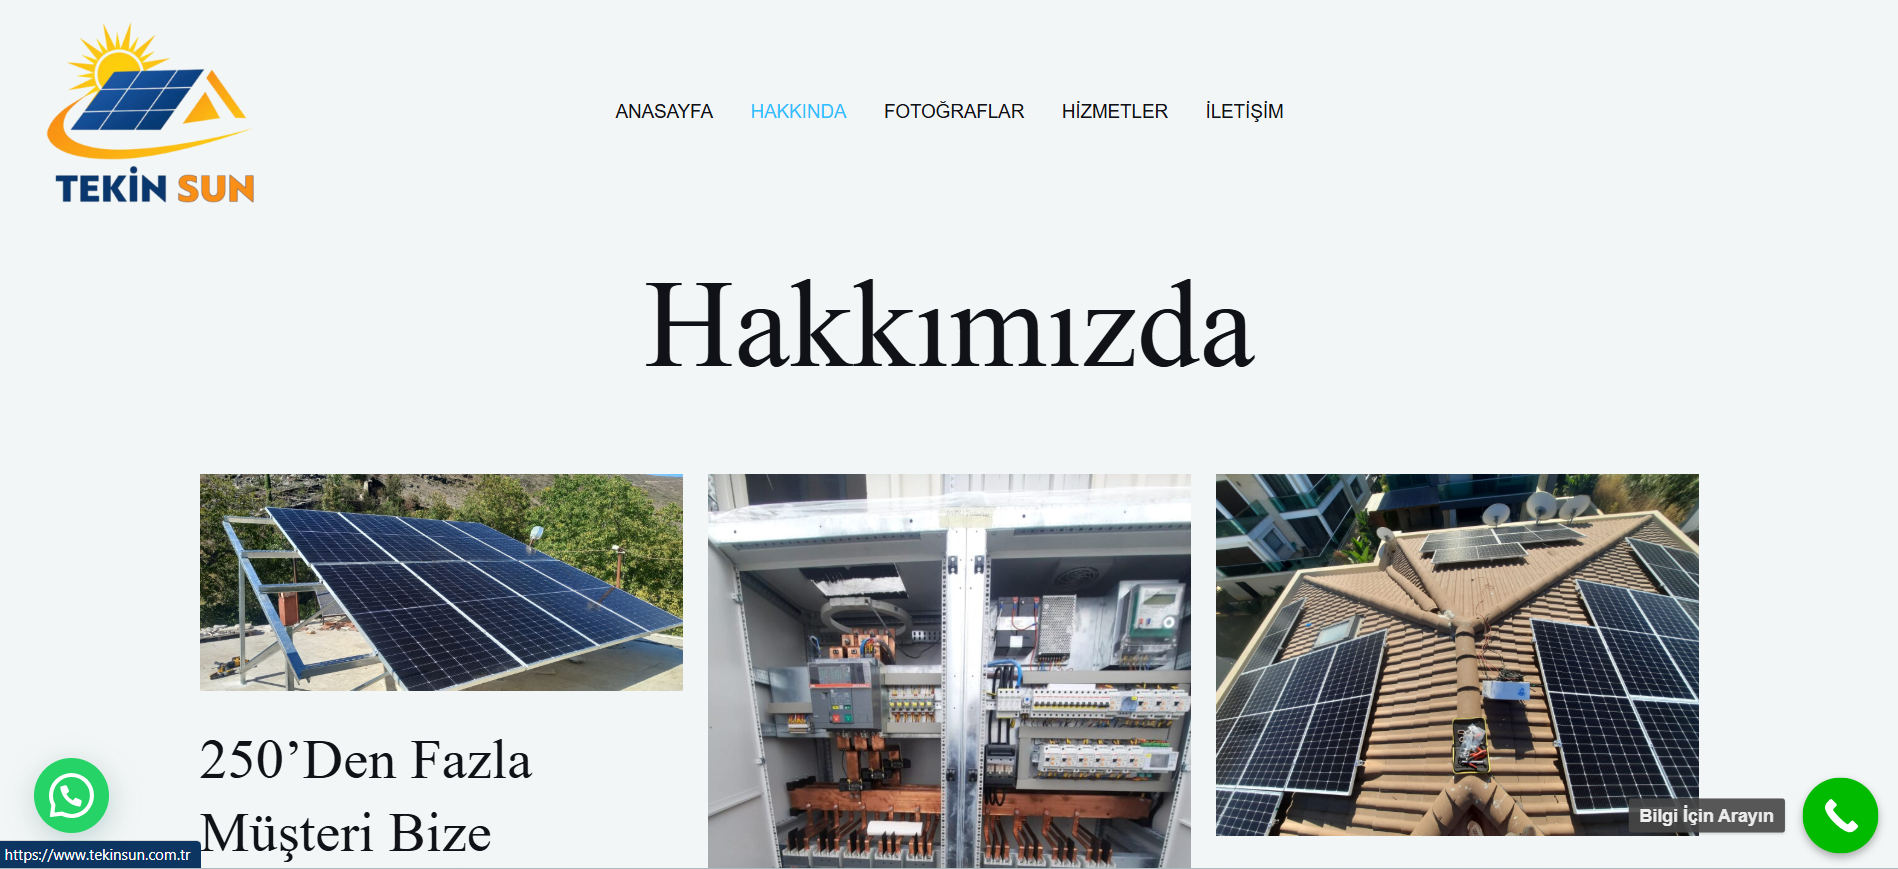 TEKİN SUN
ANASAYFA HAKKINDA FOTOĞRAFLAR HİZMETLER İLETİŞİM
Hakkımızda
250’Den Fazla
Müşteri Bize
Bilgi İçin Arayın
https://www.tekinsun.com.tr